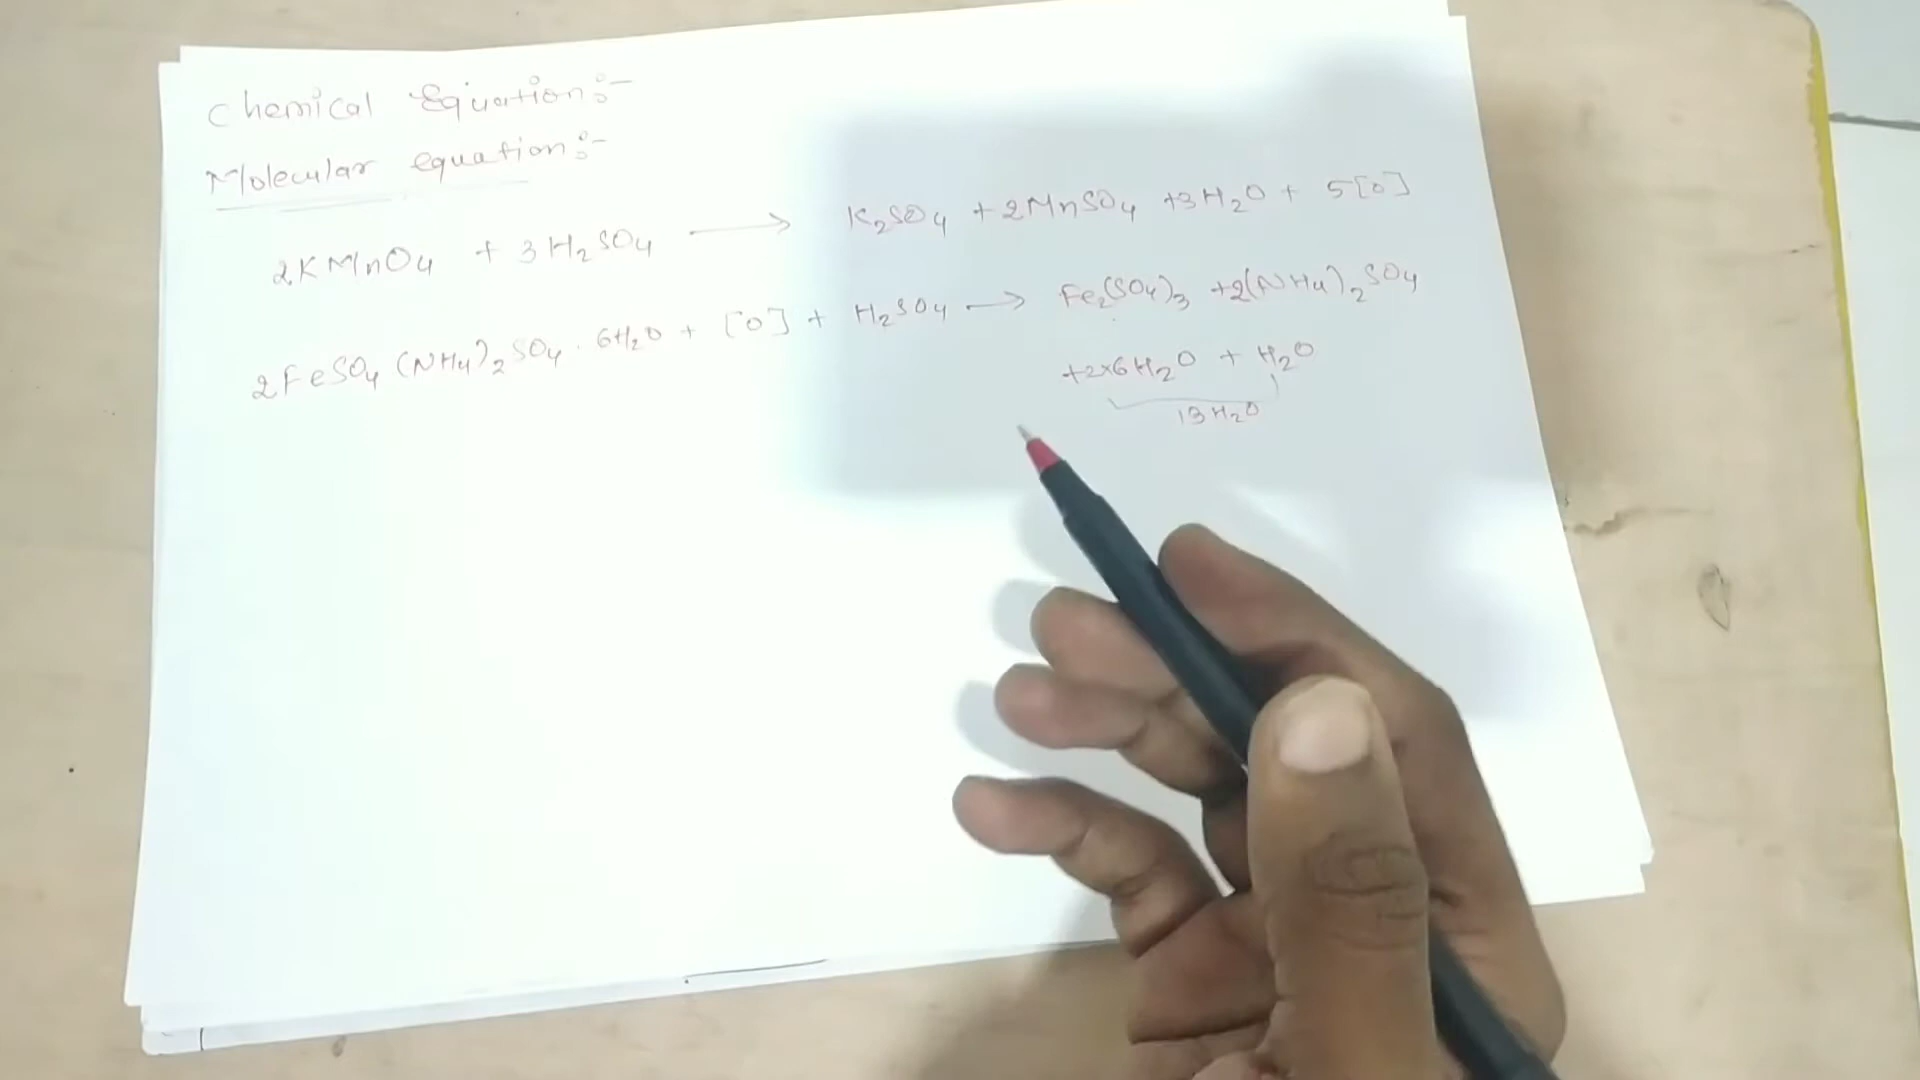 Chemical Equation:-
Molecular equation:-
2KMnO₄ + 3H₂SO₄ ⟶ K₂SO₄ + 2MnSO₄ + 3H₂O + 5[O]
2FeSO₄ (NH₄)₂SO₄ . 6H₂O + [O] + H₂SO₄ ⟶ Fe₂(SO₄)₃ + 2(NH₄)₂SO₄
+ 2×6H₂O + H₂O
13H₂O